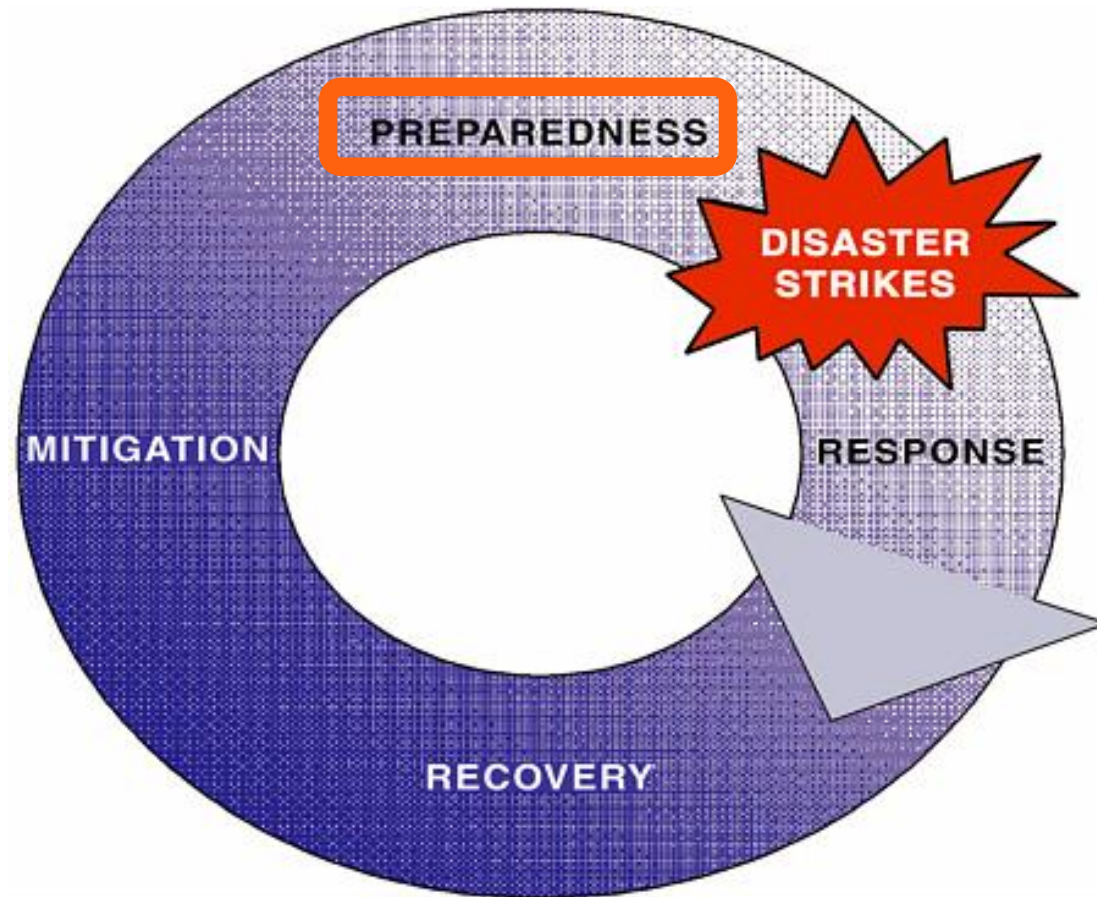 PREPAREDNESS
DISASTER
STRIKES
MITIGATION
RESPONSE
RECOVERY